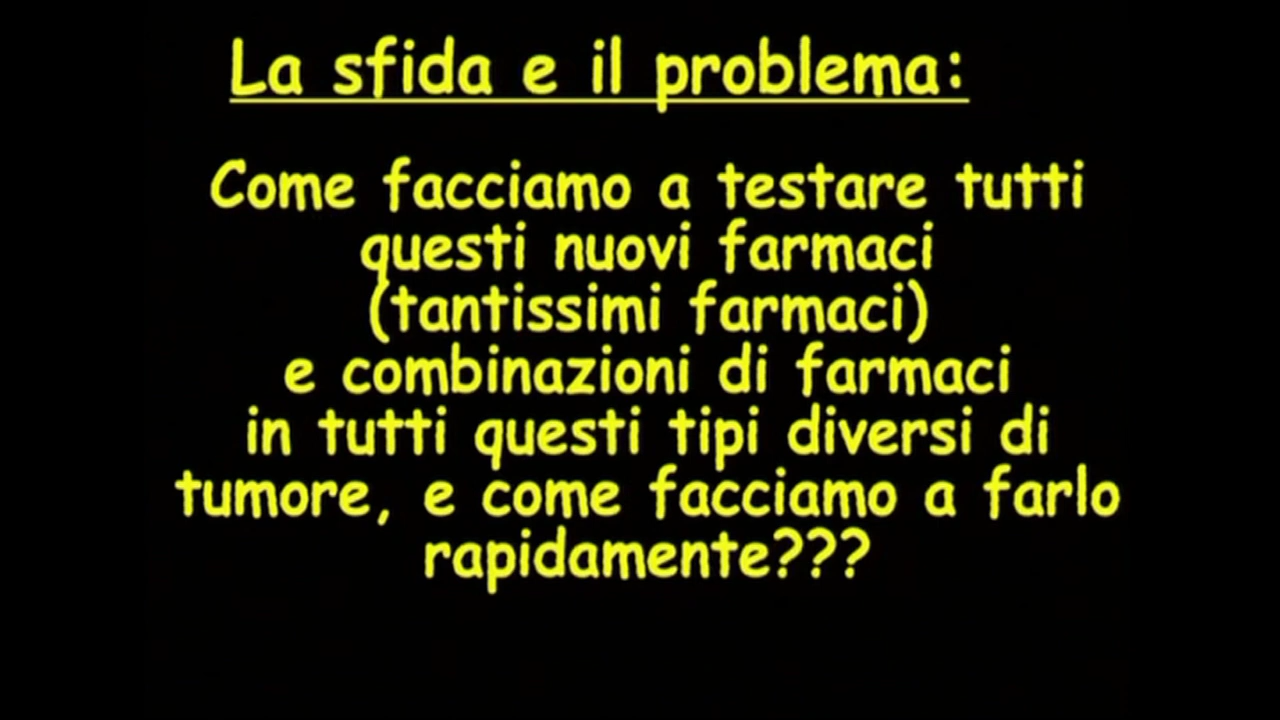 La sfida e il problema:
Come facciamo a testare tutti
questi nuovi farmaci
(tantissimi farmaci)
e combinazioni di farmaci
in tutti questi tipi diversi di
tumore, e come facciamo a farlo
rapidamente???